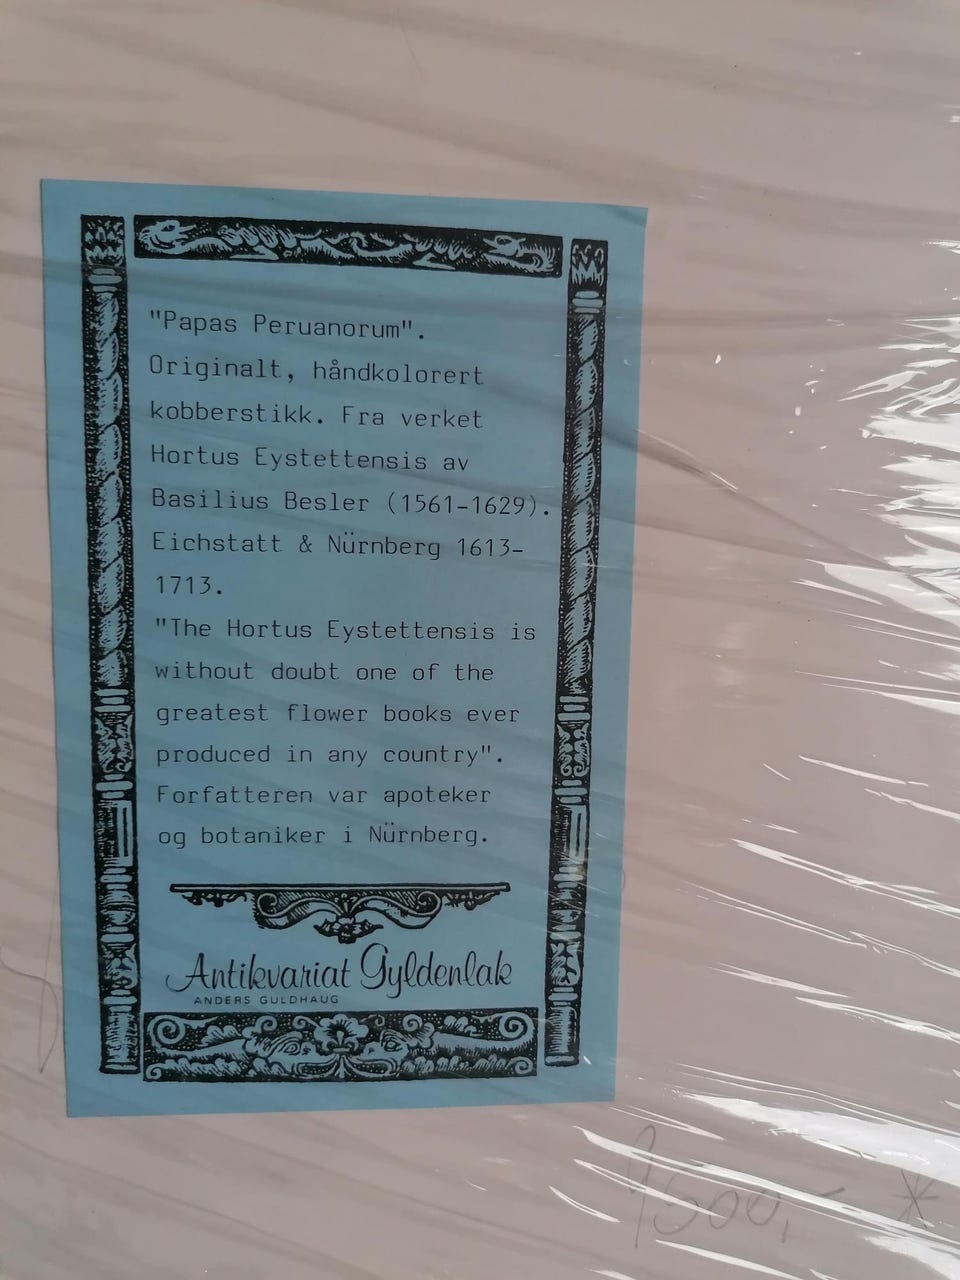 "Papas Peruanorum".
Originalt, håndkolorert
kobberstikk. Fra verket
Hortus Eystettensis av
Basilius Besler (1561-1629).
Eichstatt & Nürnberg 1613-
1713.
"The Hortus Eystettensis is
without doubt one of the
greatest flower books ever
produced in any country".
Forfatteren var apoteker
og botaniker i Nürnberg.
Antikvariat Gyldenlak
ANDERS GULDHAUG